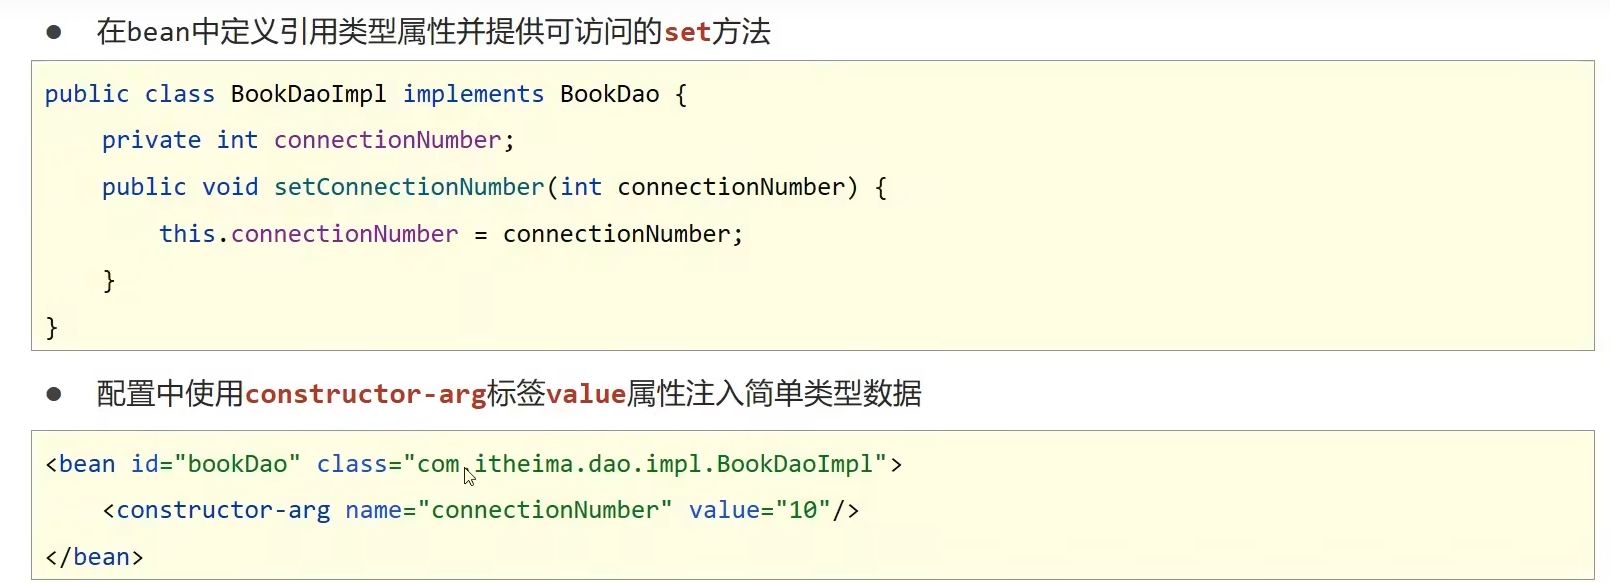 ● 在bean中定义引用类型属性并提供可访问的set方法
public class BookDaoImpl implements BookDao {
    private int connectionNumber;
    public void setConnectionNumber(int connectionNumber) {
        this.connectionNumber = connectionNumber;
    }
}
● 配置中使用constructor-arg标签value属性注入简单类型数据
<bean id="bookDao" class="com.itheima.dao.impl.BookDaoImpl">
    <constructor-arg name="connectionNumber" value="10"/>
</bean>